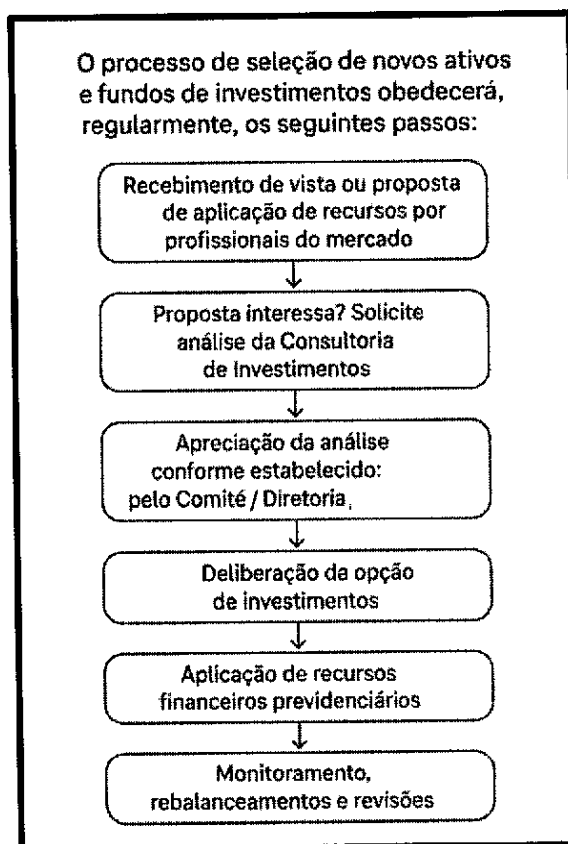 O processo de seleção de novos ativos
e fundos de investimentos obedecerá,
regularmente, os seguintes passos:
Recebimento de vista ou proposta
de aplicação de recursos por
profissionais do mercado
Proposta interessa? Solicite
análise da Consultoria
de Investimentos
Apreciação da análise
conforme estabelecido:
pelo Comité / Diretoria.
Deliberação da opção
de investimentos
Aplicação de recursos
financeiros previdenciários
Monitoramento,
rebalanceamentos e revisões